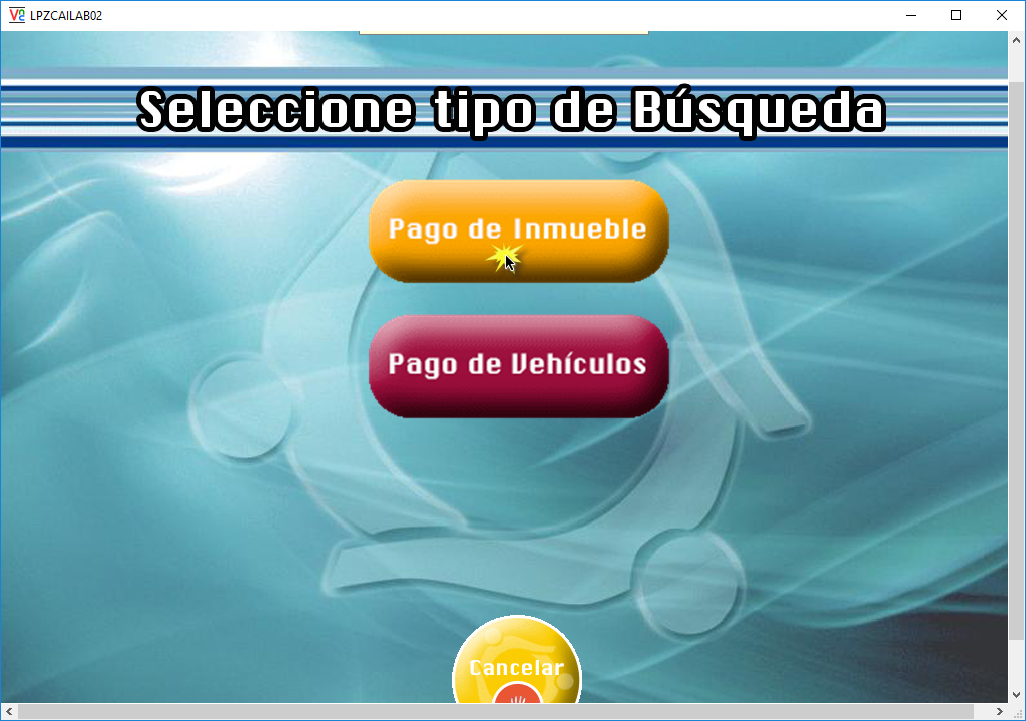 LPZCAILAB02
Seleccione tipo de Búsqueda
Pago de Inmueble
Pago de Vehículos
Cancelar